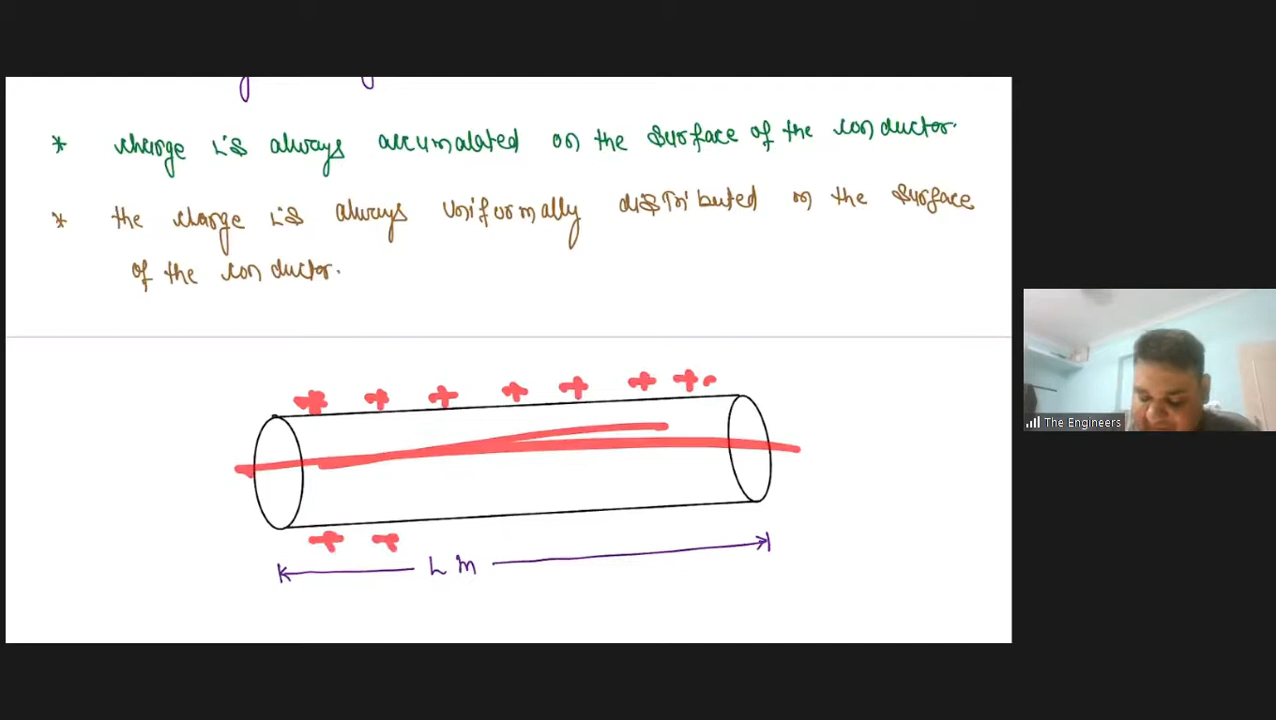 * charge is always accumalated on the surface of the conductor.
* the charge is always uniformally distributed on the surface
of the conductor.
+ + + + + + +
+ +
L m
The Engineers